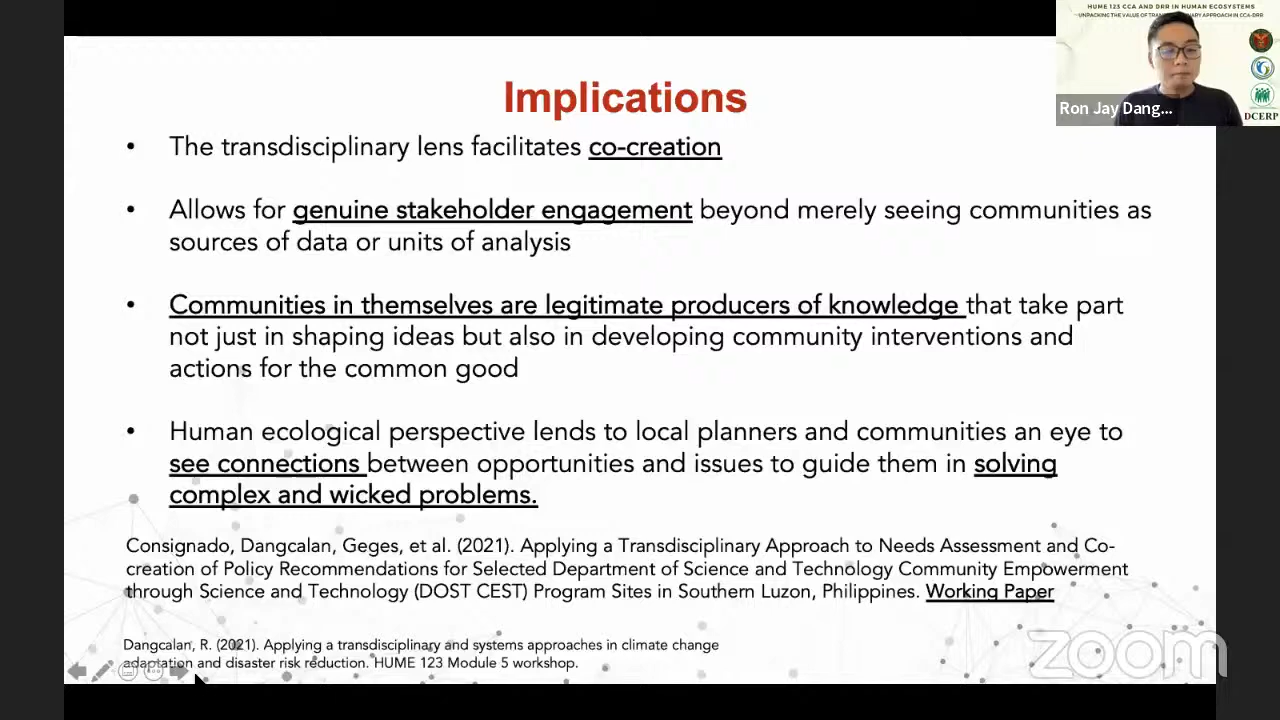 HUME 123 CCA AND DRR IN HUMAN ECOSYSTEMS
UNPACKING THE VALUE OF TRANSDISCIPLINARY APPROACH IN CCA-DRR
Ron Jay Dang...
DCERP
Implications
• The transdisciplinary lens facilitates co-creation
• Allows for genuine stakeholder engagement beyond merely seeing communities as
sources of data or units of analysis
• Communities in themselves are legitimate producers of knowledge that take part
not just in shaping ideas but also in developing community interventions and
actions for the common good
• Human ecological perspective lends to local planners and communities an eye to
see connections between opportunities and issues to guide them in solving
complex and wicked problems.
Consignado, Dangcalan, Geges, et al. (2021). Applying a Transdisciplinary Approach to Needs Assessment and Co-
creation of Policy Recommendations for Selected Department of Science and Technology Community Empowerment
through Science and Technology (DOST CEST) Program Sites in Southern Luzon, Philippines. Working Paper
Dangcalan, R. (2021). Applying a transdisciplinary and systems approaches in climate change
adaptation and disaster risk reduction. HUME 123 Module 5 workshop.
zoom